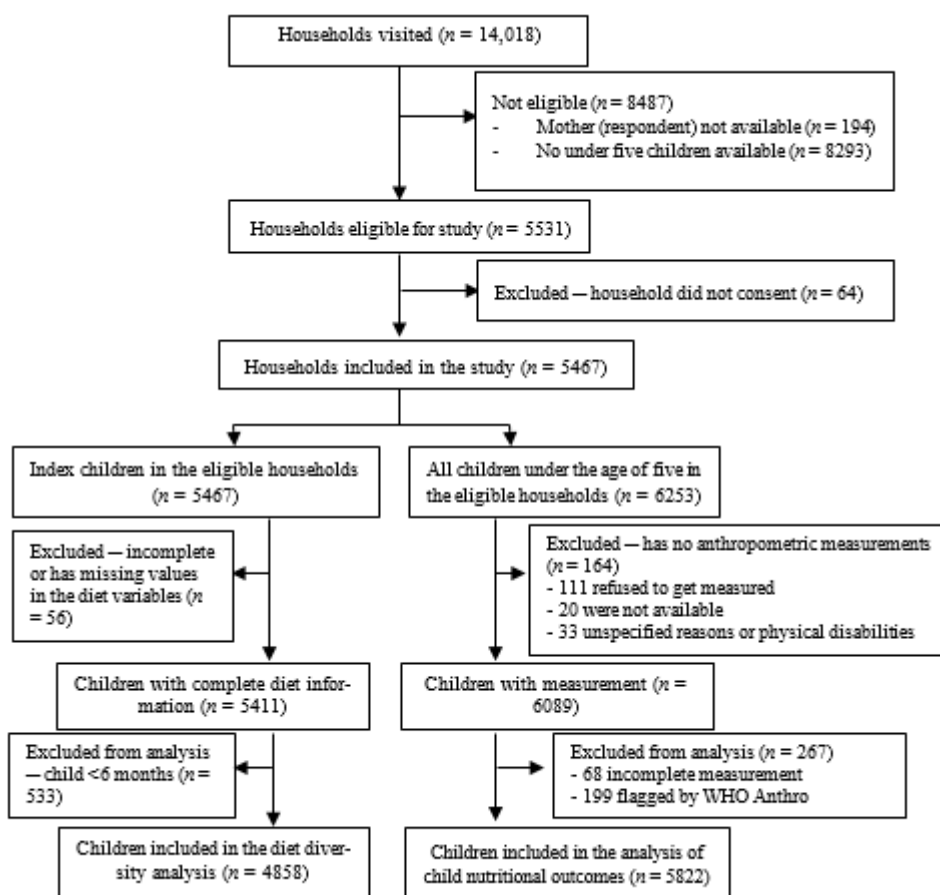 Households visited (n = 14,018)
Not eligible (n = 8487)
- Mother (respondent) not available (n = 194)
- No under five children available (n = 8293)
Households eligible for study (n = 5531)
Excluded — household did not consent (n = 64)
Households included in the study (n = 5467)
Index children in the eligible households
(n = 5467)
All children under the age of five in
the eligible households (n = 6253)
Excluded — incomplete
or has missing values
in the diet variables (n
= 56)
Excluded — has no anthropometric measurements
(n = 164)
- 111 refused to get measured
- 20 were not available
- 33 unspecified reasons or physical disabilities
Children with complete diet infor-
mation (n = 5411)
Children with measurement (n =
6089)
Excluded from analysis
— child <6 months (n =
533)
Excluded from analysis (n = 267)
- 68 incomplete measurement
- 199 flagged by WHO Anthro
Children included in the diet diver-
sity analysis (n = 4858)
Children included in the analysis of
child nutritional outcomes (n = 5822)